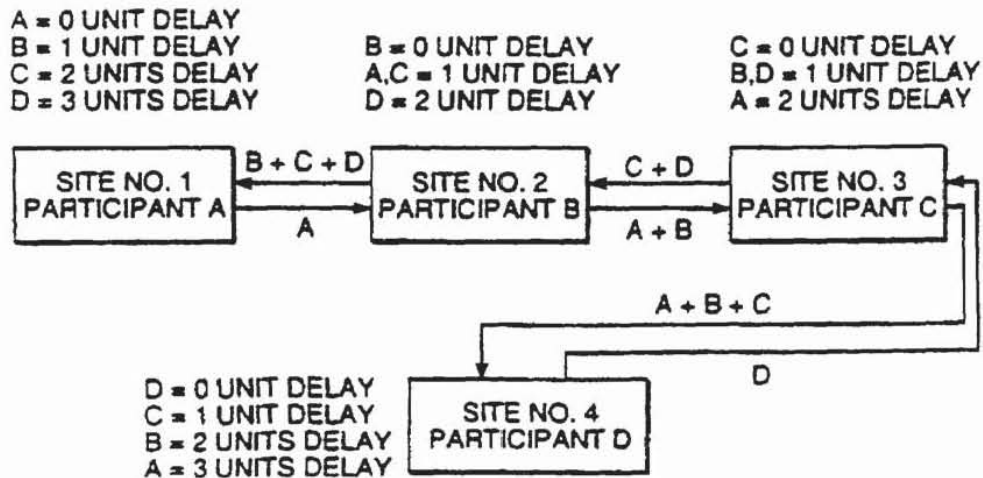 A = 0 UNIT DELAY
B = 1 UNIT DELAY
C = 2 UNITS DELAY
D = 3 UNITS DELAY
B = 0 UNIT DELAY
A,C = 1 UNIT DELAY
D = 2 UNIT DELAY
C = 0 UNIT DELAY
B,D = 1 UNIT DELAY
A = 2 UNITS DELAY
SITE NO. 1
PARTICIPANT A
B + C + D
A
SITE NO. 2
PARTICIPANT B
C + D
A + B
SITE NO. 3
PARTICIPANT C
A + B + C
D
D = 0 UNIT DELAY
C = 1 UNIT DELAY
B = 2 UNITS DELAY
A = 3 UNITS DELAY
SITE NO. 4
PARTICIPANT D